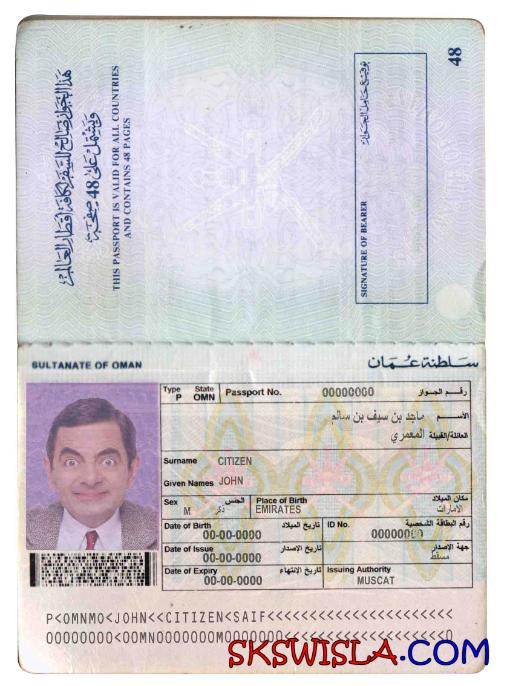 48
توقيع حامل الجواز
SIGNATURE OF BEARER
هذا الجواز صالح للسفر لكافة أقطار العالم
ويشتمل على 48 صفحة
THIS PASSPORT IS VALID FOR ALL COUNTRIES
AND CONTAINS 48 PAGES
SULTANATE OF OMAN سلطنة عمان
Type State Passport No. 00000000 رقم الجواز
P OMN
الاسم ماجد بن سيف بن سالم
العائلة/القبيلة المعمري
Surname CITIZEN
Given Names JOHN
Sex الجنس Place of Birth مكان الميلاد
M ذكر EMIRATES الامارات
Date of Birth تاريخ الميلاد ID No. رقم البطاقة الشخصية
00-00-0000 00000000
Date of Issue تاريخ الإصدار جهة الإصدار
00-00-0000 مسقط
Date of Expiry تاريخ الإنتهاء Issuing Authority
00-00-0000 MUSCAT
P<OMNMO<JOHN<<CITIZEN<SAIF<<<<<<<<<<<<<<<<<<<<<<
00000000<0OMN0000000M0000000<<<<<<<<<<<<<<<<0
SKSWISLA.COM